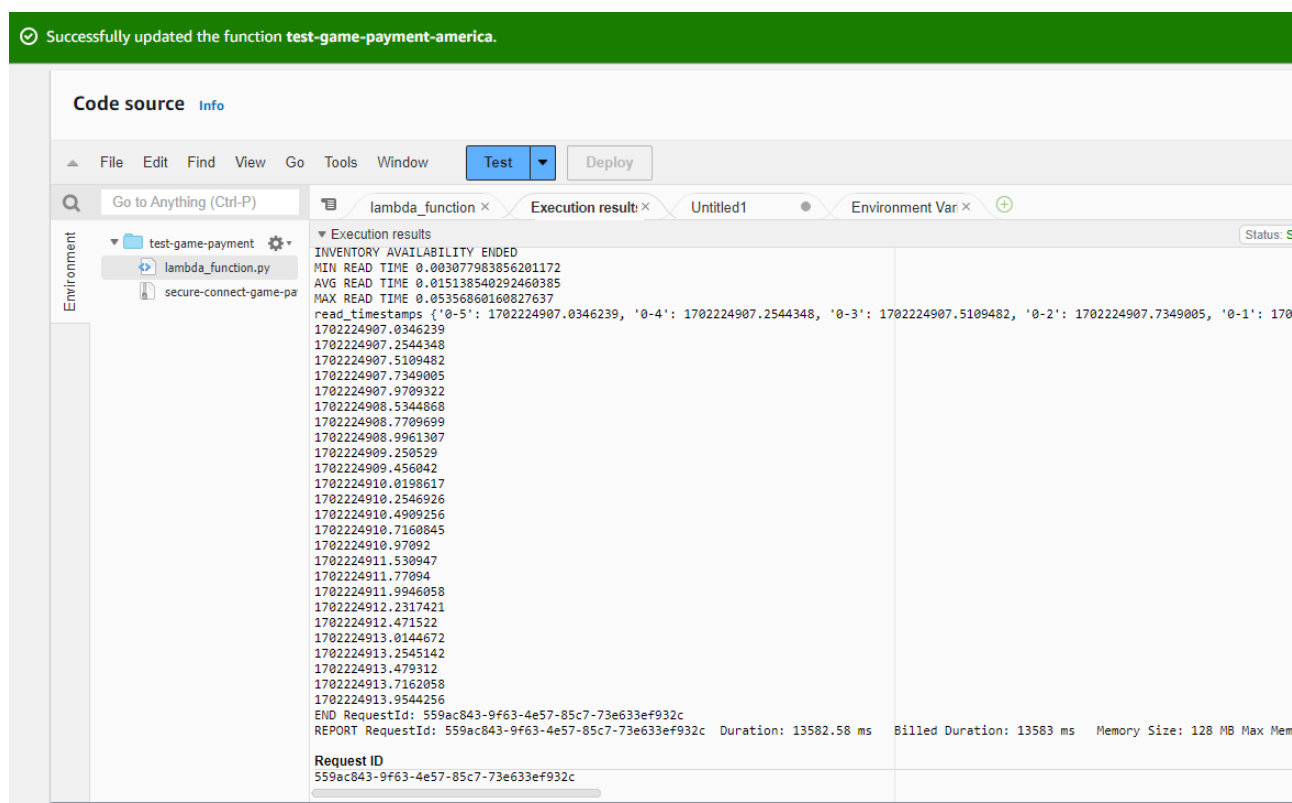 Successfully updated the function test-game-payment-america.
Code source Info
File Edit Find View Go Tools Window Test Deploy
Go to Anything (Ctrl-P)
lambda_function × Execution results × Untitled1 Environment Vari ×
Environment
test-game-payment
lambda_function.py
secure-connect-game-pa
Execution results
Status: S
INVENTORY AVAILABILITY ENDED
MIN READ TIME 0.003077983856201172
AVG READ TIME 0.015138540292460385
MAX READ TIME 0.05356860160827637
read_timestamps {'0-5': 1702224907.0346239, '0-4': 1702224907.2544348, '0-3': 1702224907.5109482, '0-2': 1702224907.7349005, '0-1': 170
1702224907.0346239
1702224907.2544348
1702224907.5109482
1702224907.7349005
1702224907.9709322
1702224908.5344868
1702224908.7709699
1702224908.9961307
1702224909.250529
1702224909.456042
1702224910.0198617
1702224910.2546926
1702224910.4909256
1702224910.7160845
1702224910.97092
1702224911.530947
1702224911.77094
1702224911.9946058
1702224912.2317421
1702224912.471522
1702224913.0144672
1702224913.2545142
1702224913.479312
1702224913.7162058
1702224913.9544256
END RequestId: 559ac843-9f63-4e57-85c7-73e633ef932c
REPORT RequestId: 559ac843-9f63-4e57-85c7-73e633ef932c Duration: 13582.58 ms Billed Duration: 13583 ms Memory Size: 128 MB Max Mem
Request ID
559ac843-9f63-4e57-85c7-73e633ef932c